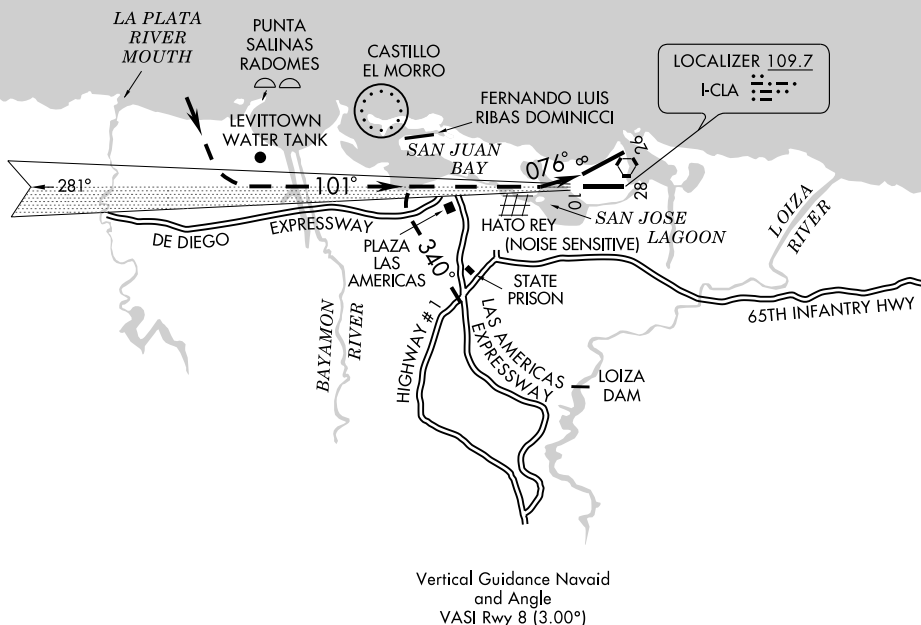 LA PLATA
RIVER
MOUTH
PUNTA
SALINAS
RADOMES
CASTILLO
EL MORRO
LOCALIZER 109.7
I-CLA
LEVITTOWN
WATER TANK
FERNANDO LUIS
RIBAS DOMINICCI
SAN JUAN
BAY
076°
8
26
281°
101°
10
28
DE DIEGO
EXPRESSWAY
PLAZA
LAS
AMERICAS
340°
HATO REY
(NOISE SENSITIVE)
SAN JOSE
LAGOON
LOIZA
RIVER
STATE
PRISON
65TH INFANTRY HWY
BAYAMON
RIVER
HIGHWAY # 1
LAS AMERICAS
EXPRESSWAY
LOIZA
DAM
Vertical Guidance Navaid
and Angle
VASI Rwy 8 (3.00°)